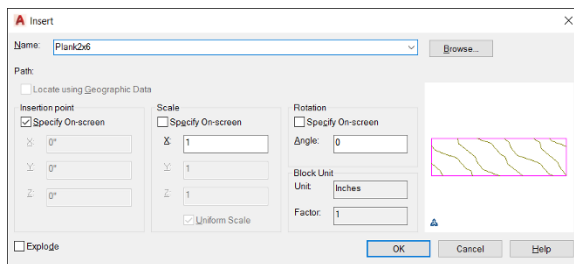 Insert
Name: Plank2x6 Browse...
Path:
Locate using Geographic Data
Insertion point Scale Rotation
Specify On-screen Specify On-screen Specify On-screen
X: 0" X: 1 Angle: 0
Y: 0" Y: 1 Block Unit
Z: 0" Z: 1 Unit: Inches
Uniform Scale Factor: 1
Explode OK Cancel Help